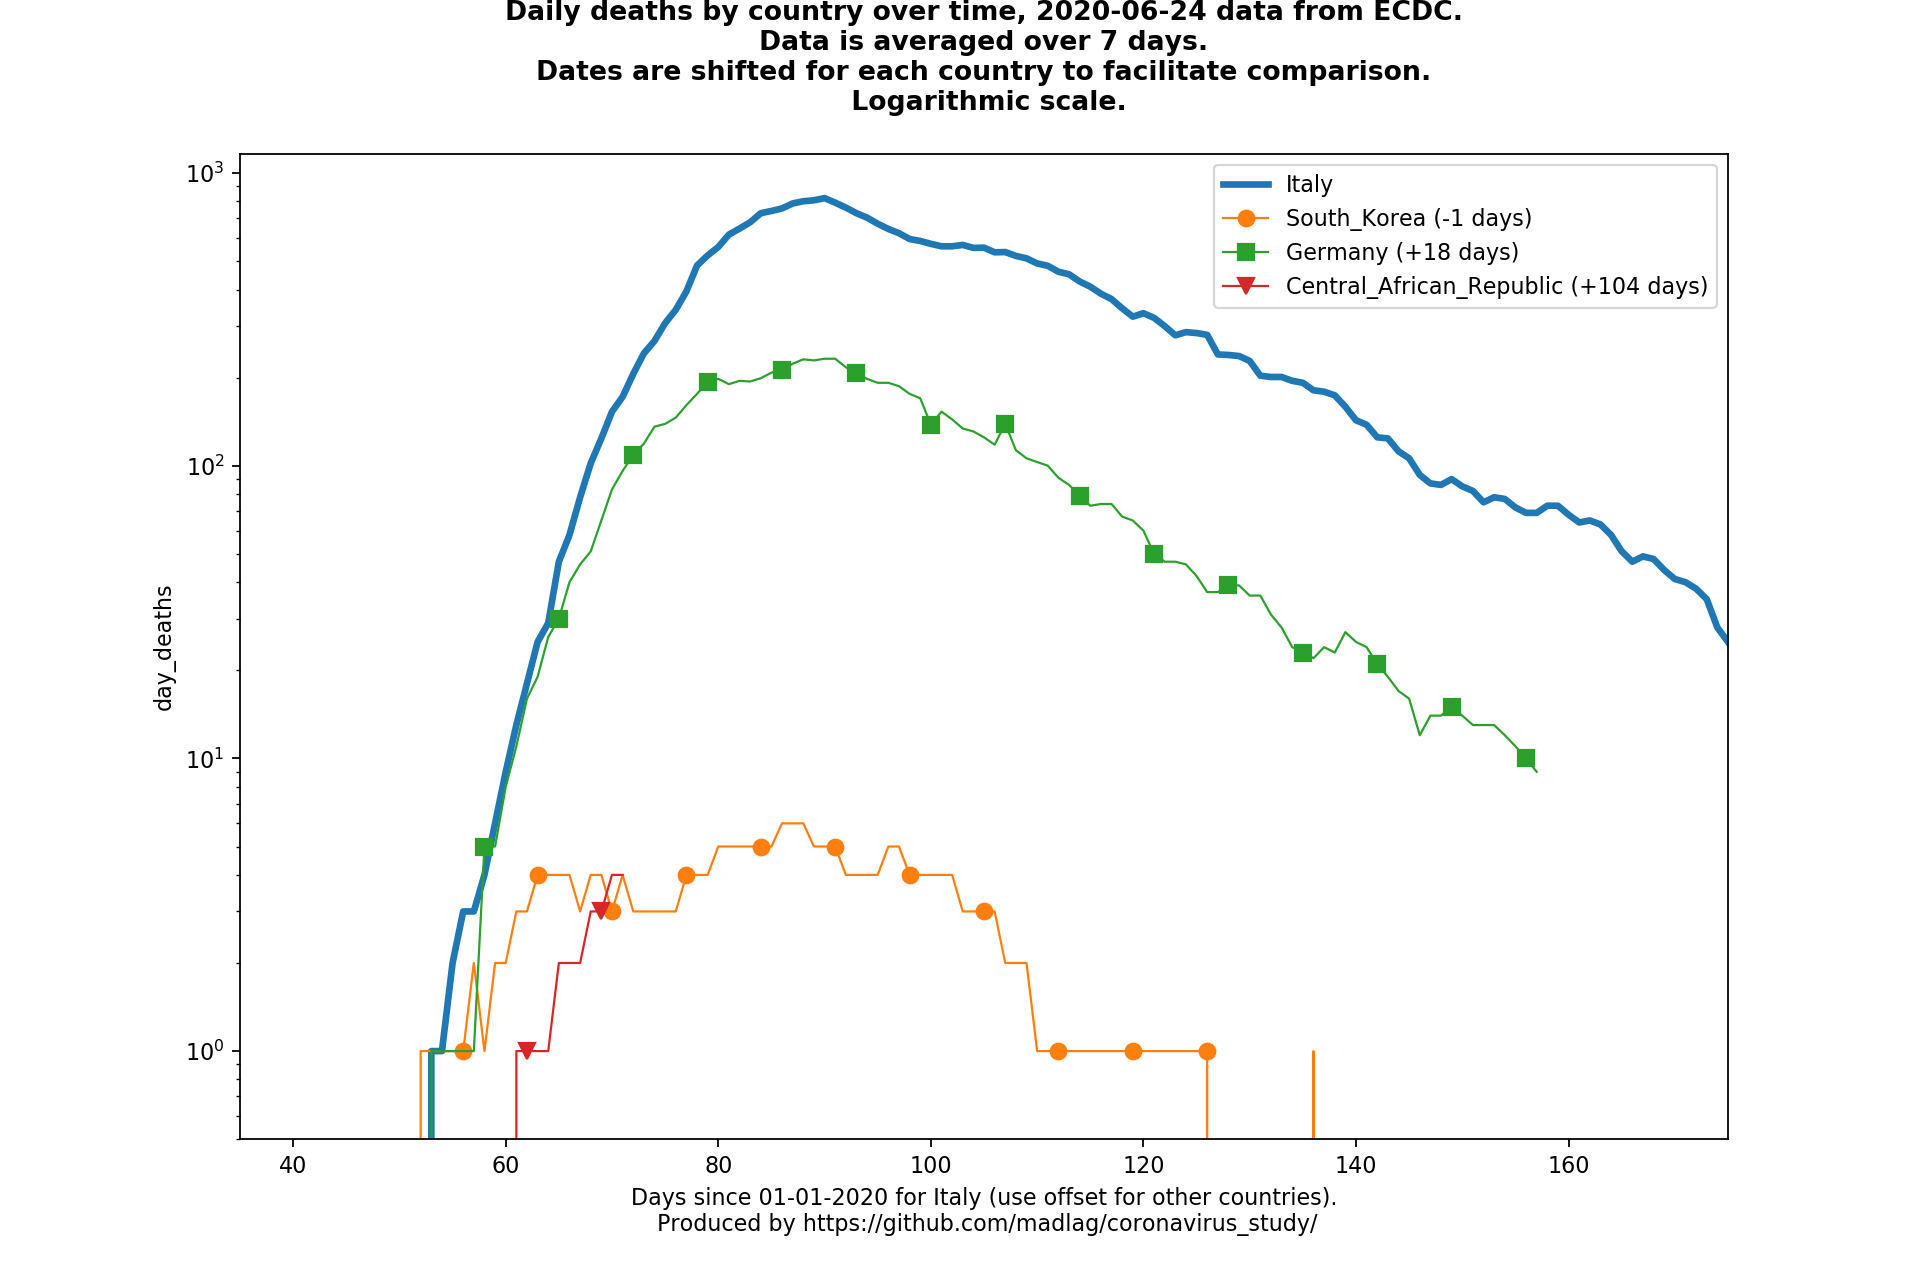 Daily deaths by country over time, 2020-06-24 data from ECDC.
Data is averaged over 7 days.
Dates are shifted for each country to facilitate comparison.
Logarithmic scale.
10³
10²
10¹
10⁰
day_deaths
Italy
South_Korea (-1 days)
Germany (+18 days)
Central_African_Republic (+104 days)
40 60 80 100 120 140 160
Days since 01-01-2020 for Italy (use offset for other countries).
Produced by https://github.com/madlag/coronavirus_study/